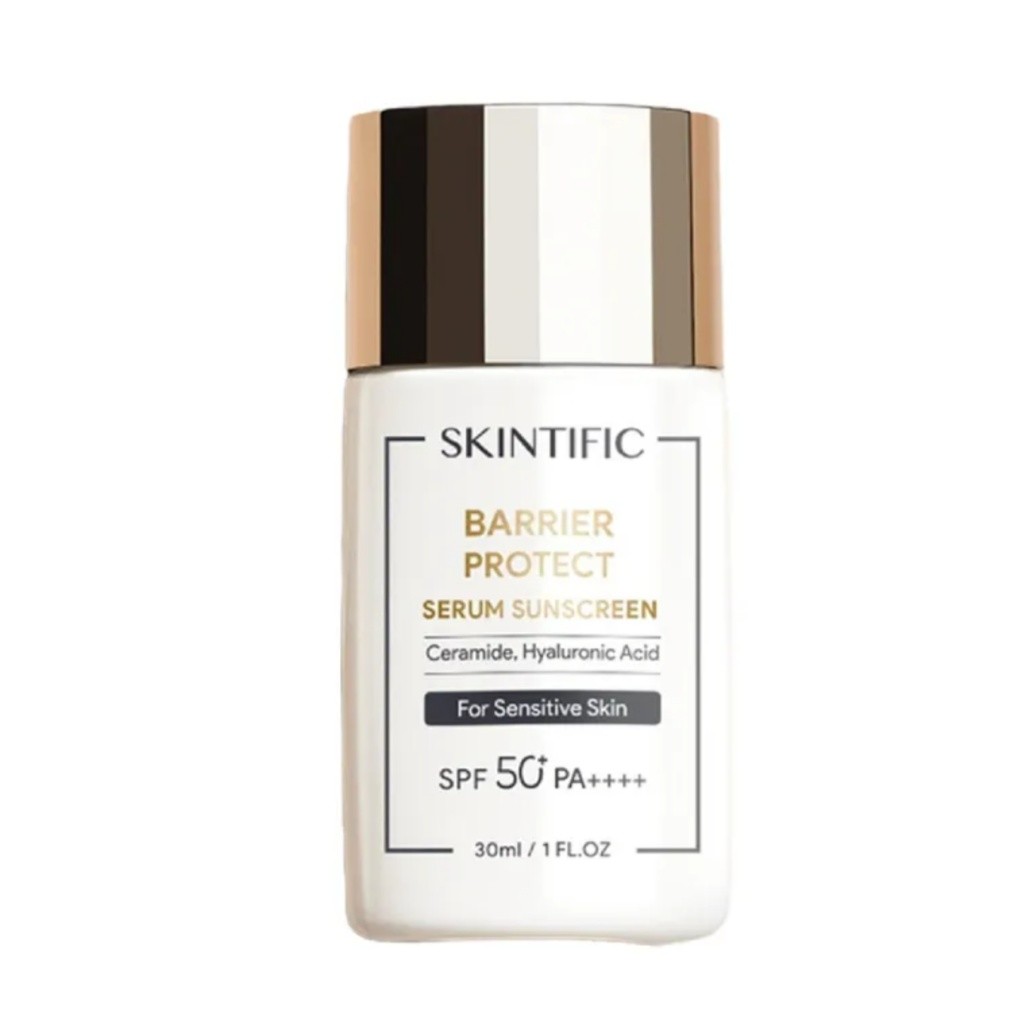 SKINTIFIC
BARRIER
PROTECT
SERUM SUNSCREEN
Ceramide, Hyaluronic Acid
For Sensitive Skin
SPF 50+ PA++++
30ml / 1 FL.OZ